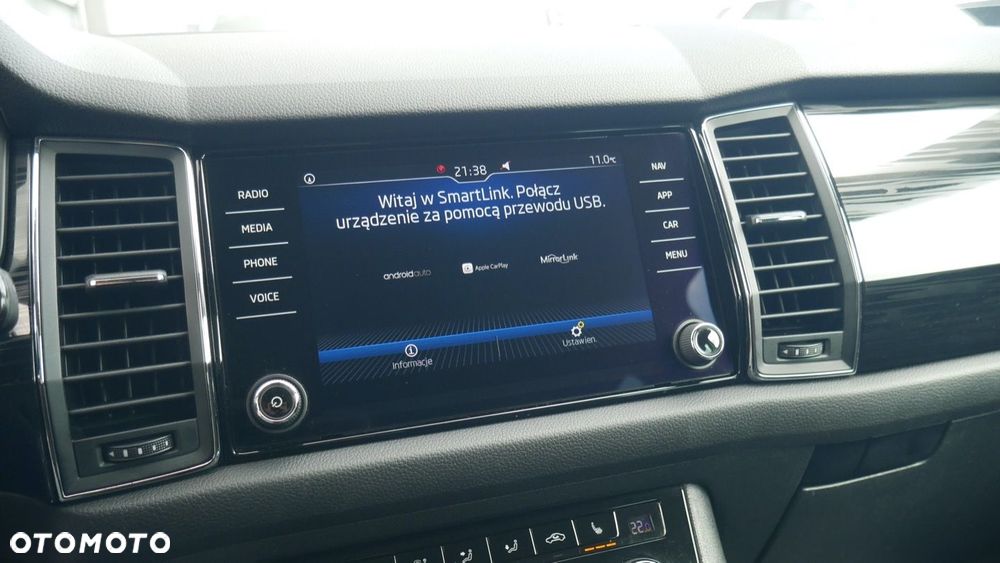 21:38
11.0°C
Witaj w SmartLink. Połącz
urządzenie za pomocą przewodu USB.
androidauto
Apple CarPlay
MirrorLink
Informacje
Ustawien.
RADIO
MEDIA
PHONE
VOICE
NAV
APP
CAR
MENU
22.0
OTOMOTO